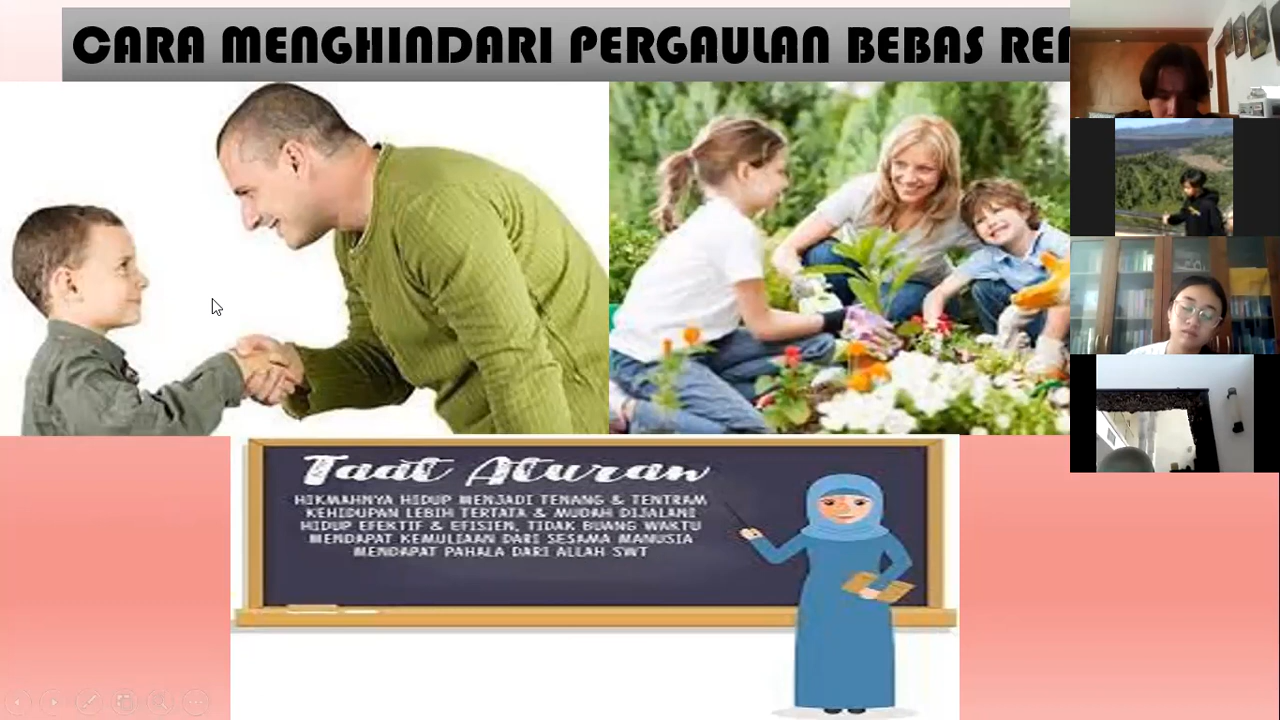 CARA MENGHINDARI PERGAULAN BEBAS
Taat Aturan
HIKMAHNYA HIDUP MENJADI TENANG & TENTRAM
KEHIDUPAN LEBIH TERTATA & MUDAH DIJALANI
HIDUP EFEKTIF & EFISIEN, TIDAK BUANG WAKTU
MENDAPAT KEMULIAAN DARI SESAMA MANUSIA
MENDAPAT PAHALA DARI ALLAH SWT